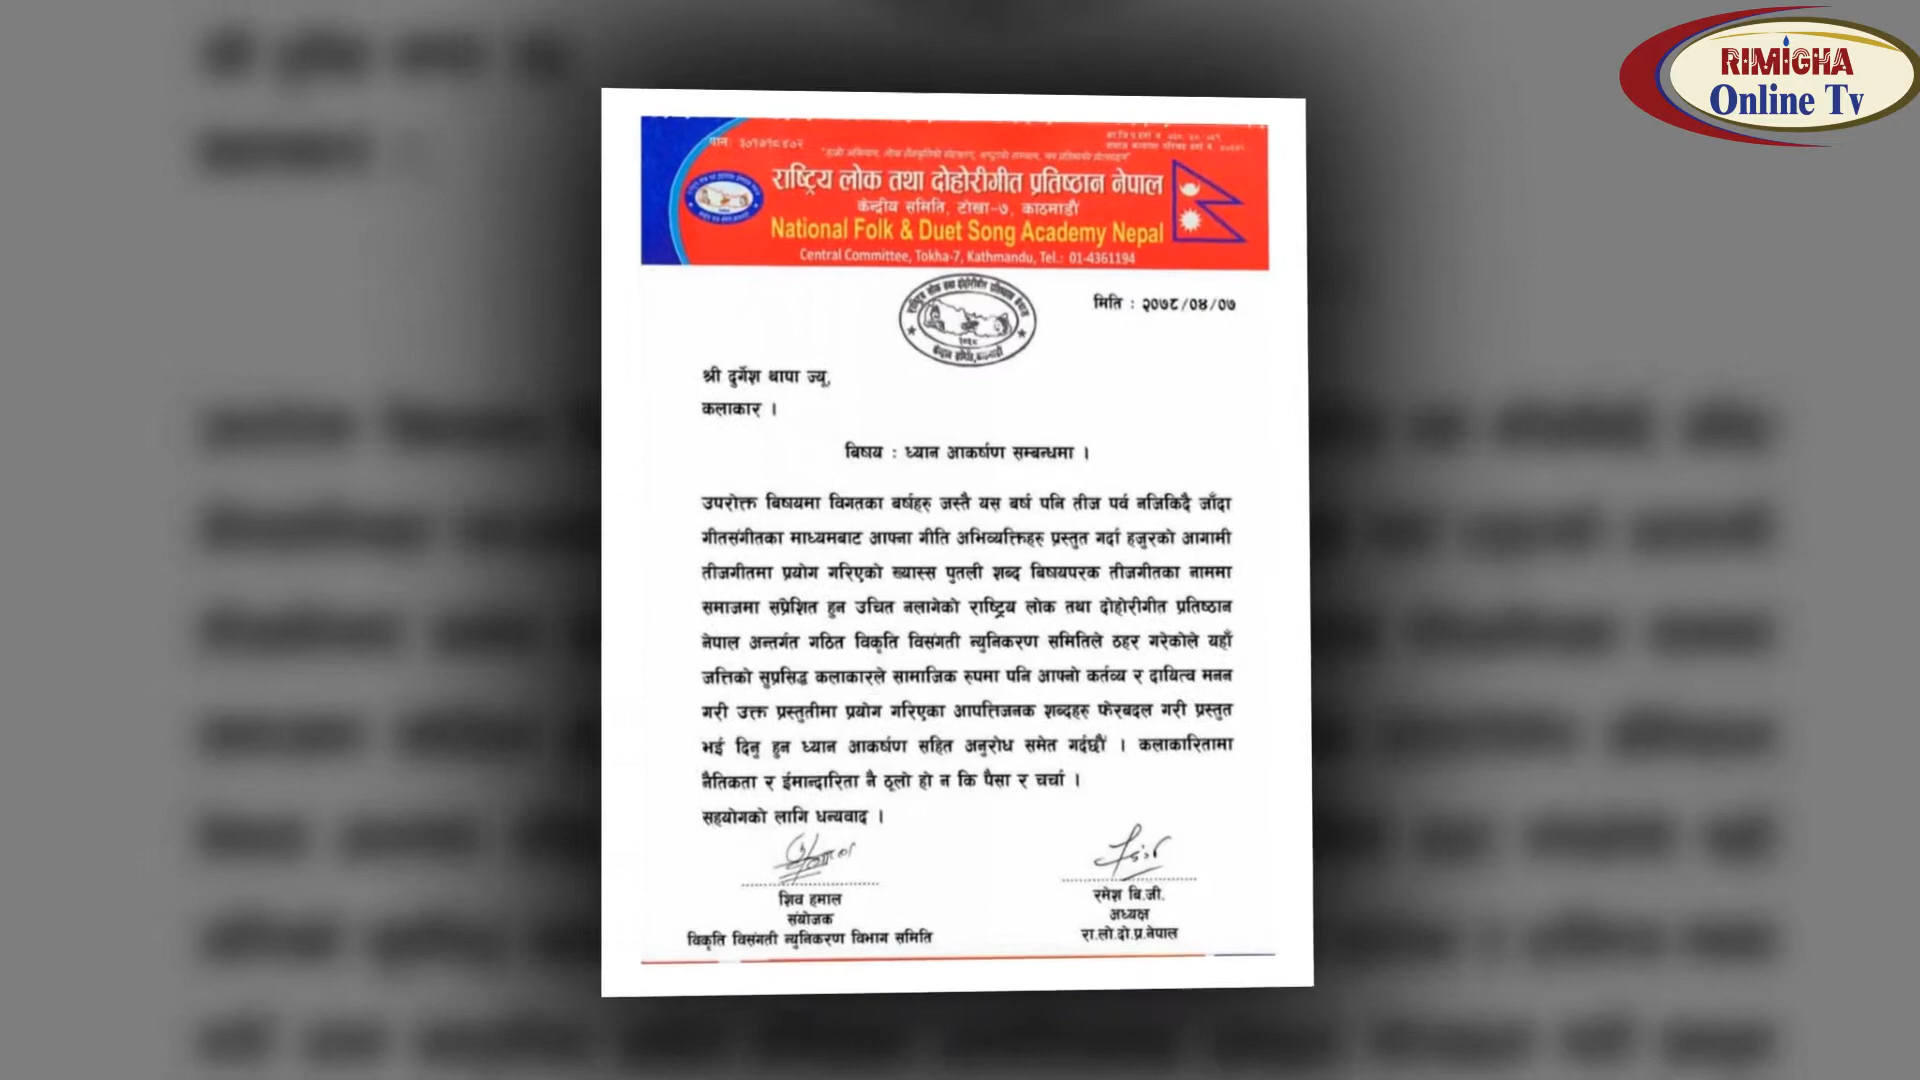 RIMIGHA
Online Tv
राष्ट्रिय लोक तथा दोहोरीगीत प्रतिष्ठान नेपाल
केन्द्रीय समिति, टोखा-७, काठमाडौं
National Folk & Duet Song Academy Nepal
Central Committee, Tokha-7, Kathmandu, Tel.: 01-4361194
मिति : २०७८/०४/०७
श्री दुर्गेश थापा ज्यू,
कलाकार ।
बिषय : ध्यान आकर्षण सम्बन्धमा ।
उपरोक्त बिषयमा विगतका बर्षहरु जस्तै यस बर्ष पनि तीज पर्व नजिकिदै जाँदा
गीतसंगीतका माध्यमबाट आफ्ना गीति अभिव्यक्तिहरु प्रस्तुत गर्दा हजुरको आगामी
तीजगीतमा प्रयोग गरिएको ख्यास्स पुतली शब्द बिषयपरक तीजगीतका नाममा
समाजमा संप्रेशित हुन उचित नलागेको राष्ट्रिय लोक तथा दोहोरीगीत प्रतिष्ठान
नेपाल अन्तर्गत गठित विकृति विसंगती न्युनिकरण समितिले ठहर गरेकोले यहाँ
जत्तिको सुप्रसिद्ध कलाकारले सामाजिक रुपमा पनि आफ्नो कर्तव्य र दायित्व मनन
गरी उक्त प्रस्तुतीमा प्रयोग गरिएका आपत्तिजनक शब्दहरु फेरबदल गरी प्रस्तुत
भई दिनु हुन ध्यान आकर्षण सहित अनुरोध समेत गर्दछौं । कलाकारितामा
नैतिकता र ईमान्दारिता नै ठूलो हो न कि पैसा र चर्चा ।
सहयोगको लागि धन्यवाद ।
शिव हमाल
संयोजक
विकृति विसंगती न्युनिकरण विभाग समिति
रमेश बि.जी.
अध्यक्ष
रा.लो.दो.प्र.नेपाल